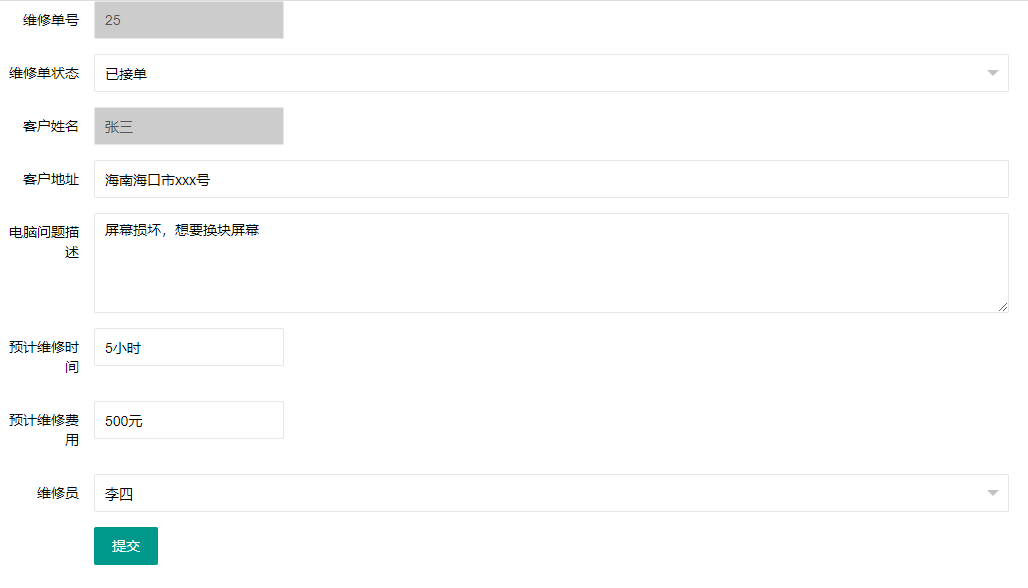 维修单号 25
维修单状态 已接单
客户姓名 张三
客户地址 海南海口市xxx号
电脑问题描 屏幕损坏，想要换块屏幕
述
预计维修时 5小时
间
预计维修费 500元
用
维修员 李四
提交